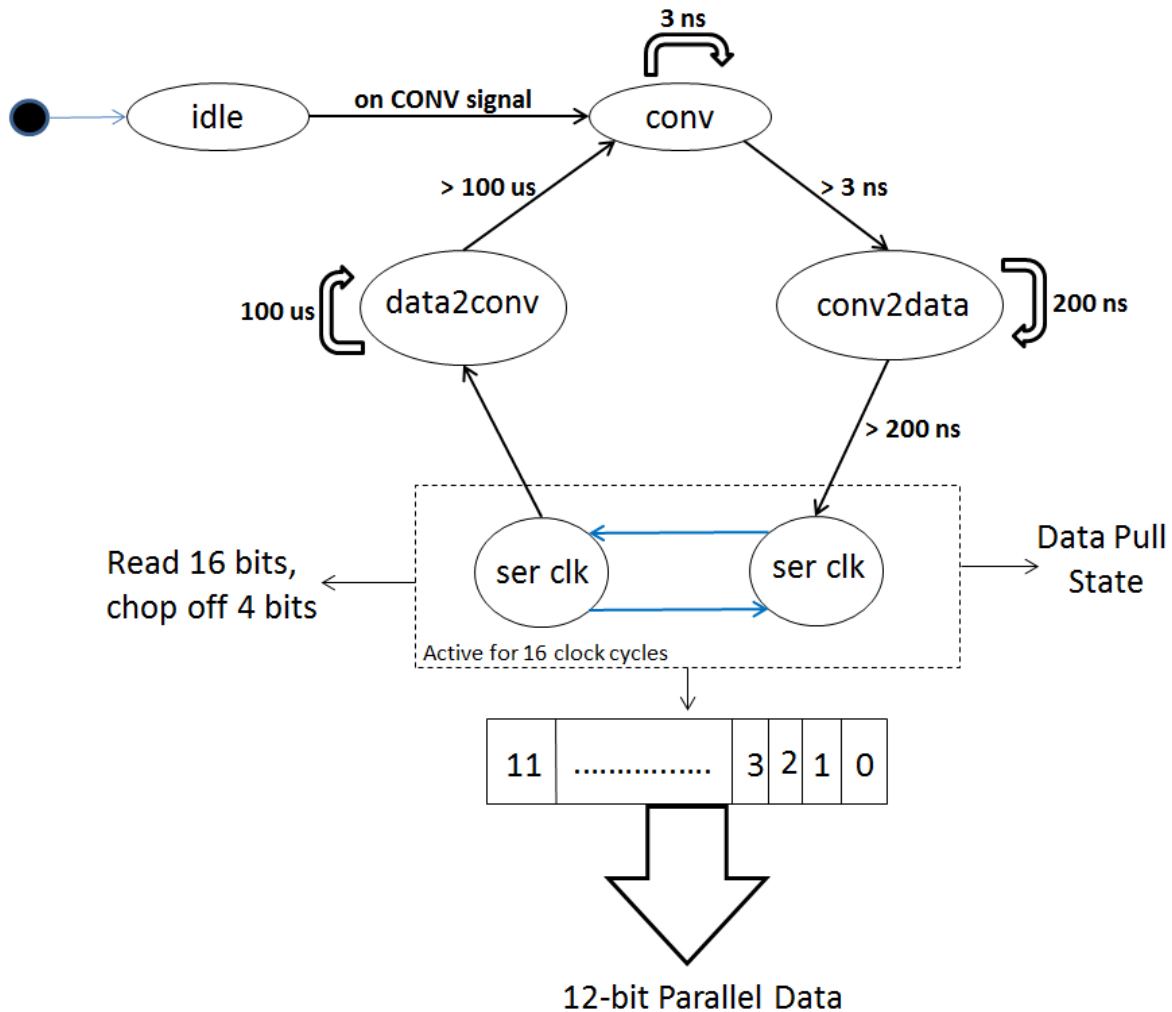 3 ns
idle
on CONV signal
conv
> 100 us
> 3 ns
100 us
data2conv
conv2data
200 ns
> 200 ns
Read 16 bits,
chop off 4 bits
ser clk
ser clk
Data Pull
State
Active for 16 clock cycles
11 ............... 3 2 1 0
12-bit Parallel Data